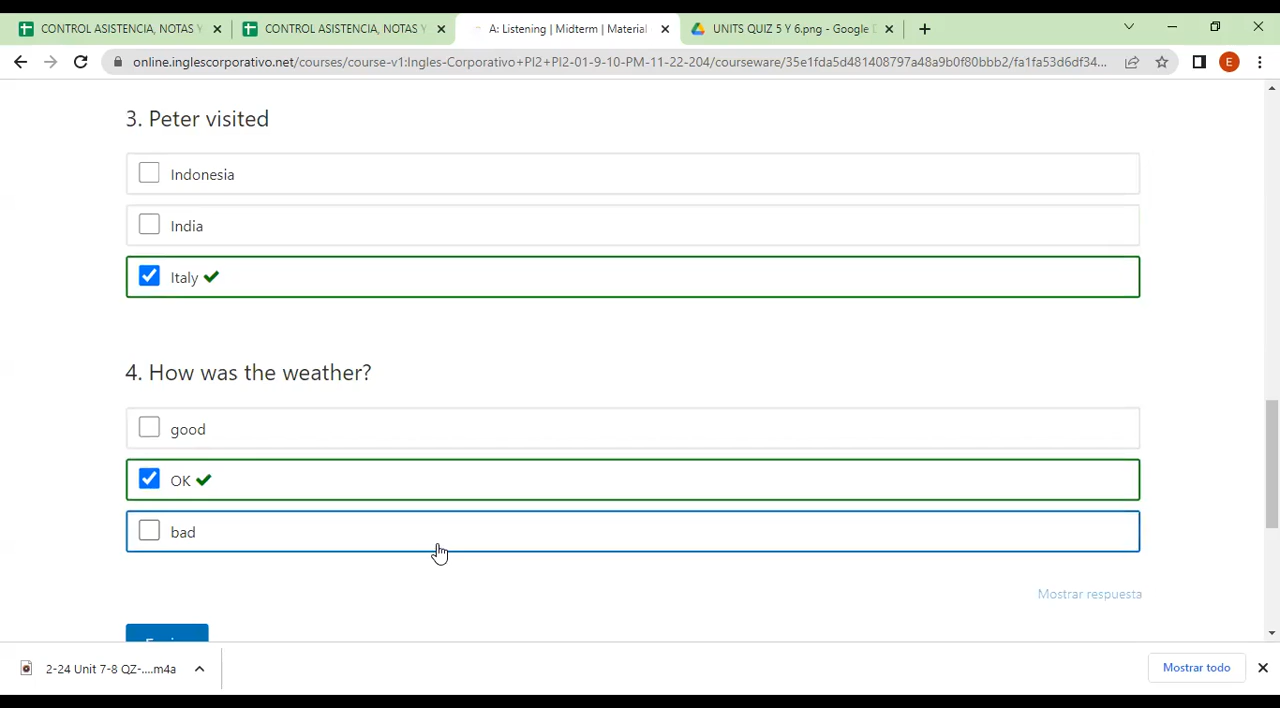 CONTROL ASISTENCIA, NOTAS Y
CONTROL ASISTENCIA, NOTAS Y
A: Listening | Midterm | Material
UNITS QUIZ 5 Y 6.png - Google
online.inglescorporativo.net/courses/course-v1:Ingles-Corporativo+PI2+PI2-01-9-10-PM-11-22-204/courseware/35e1fda5d481408797a48a9b0f80bbb2/fa1fa53d6df34...
E
3. Peter visited
Indonesia
India
Italy
4. How was the weather?
good
OK
bad
Mostrar respuesta
2-24 Unit 7-8 QZ-....m4a
Mostrar todo